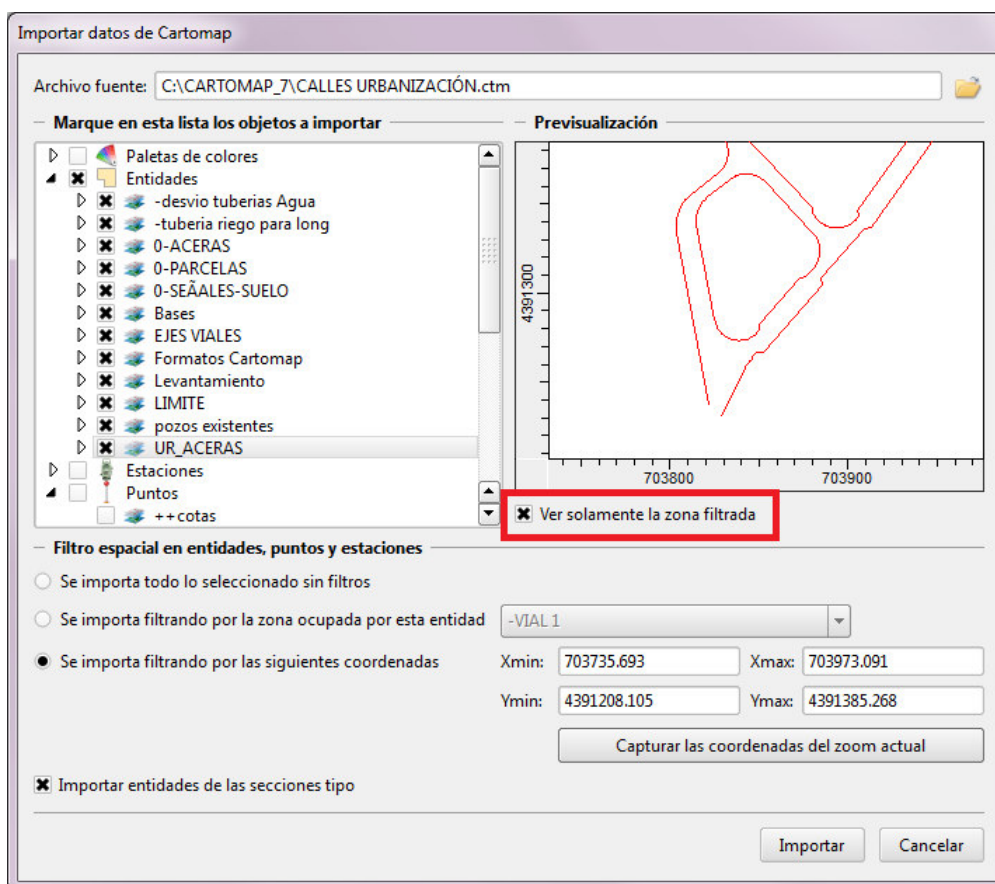 Importar datos de Cartomap
Archivo fuente: C:\CARTOMAP_7\CALLES URBANIZACIÓN.ctm
Marque en esta lista los objetos a importar
Paletas de colores
Entidades
-desvio tuberias Agua
-tuberia riego para long
0-ACERAS
0-PARCELAS
0-SEÃALES-SUELO
Bases
EJES VIALES
Formatos Cartomap
Levantamiento
LIMITE
pozos existentes
UR_ACERAS
Estaciones
Puntos
++cotas
Previsualización
4391300
703800 703900
Ver solamente la zona filtrada
Filtro espacial en entidades, puntos y estaciones
Se importa todo lo seleccionado sin filtros
Se importa filtrando por la zona ocupada por esta entidad -VIAL 1
Se importa filtrando por las siguientes coordenadas Xmin: 703735.693 Xmax: 703973.091
Ymin: 4391208.105 Ymax: 4391385.268
Capturar las coordenadas del zoom actual
Importar entidades de las secciones tipo
Importar Cancelar